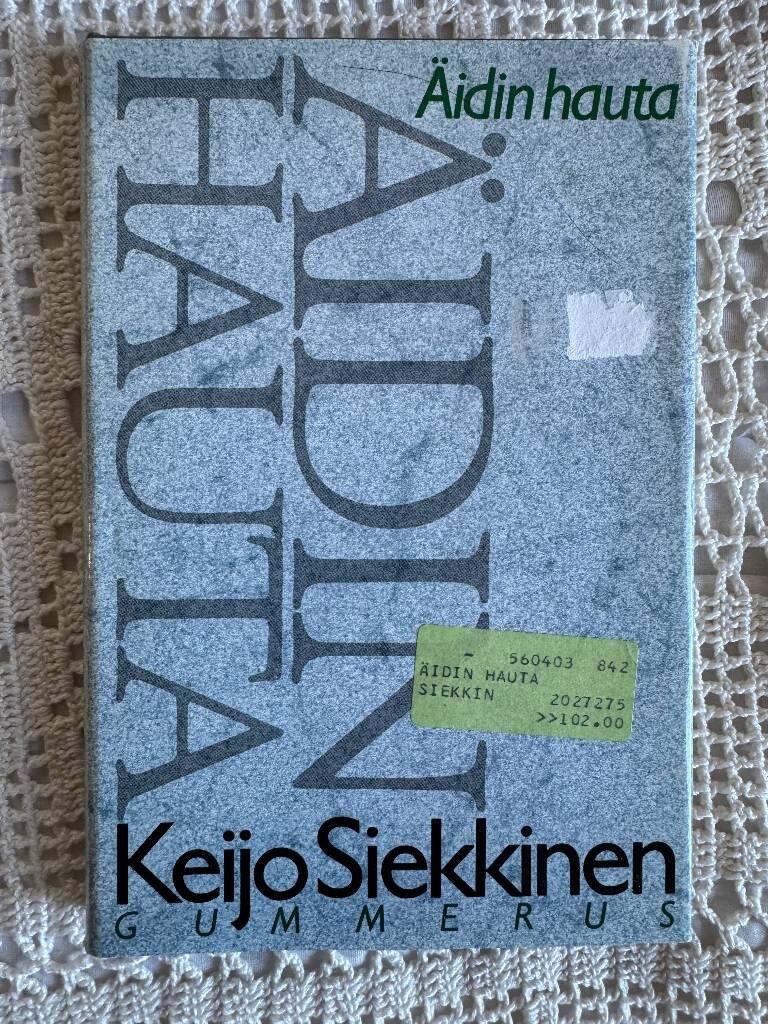 Äidin hauta
ÄIDIN
HAUTA
- 560403 842
ÄIDIN HAUTA
SIEKKIN 2027275
>>102.00
Keijo Siekkinen
GUMMERUS